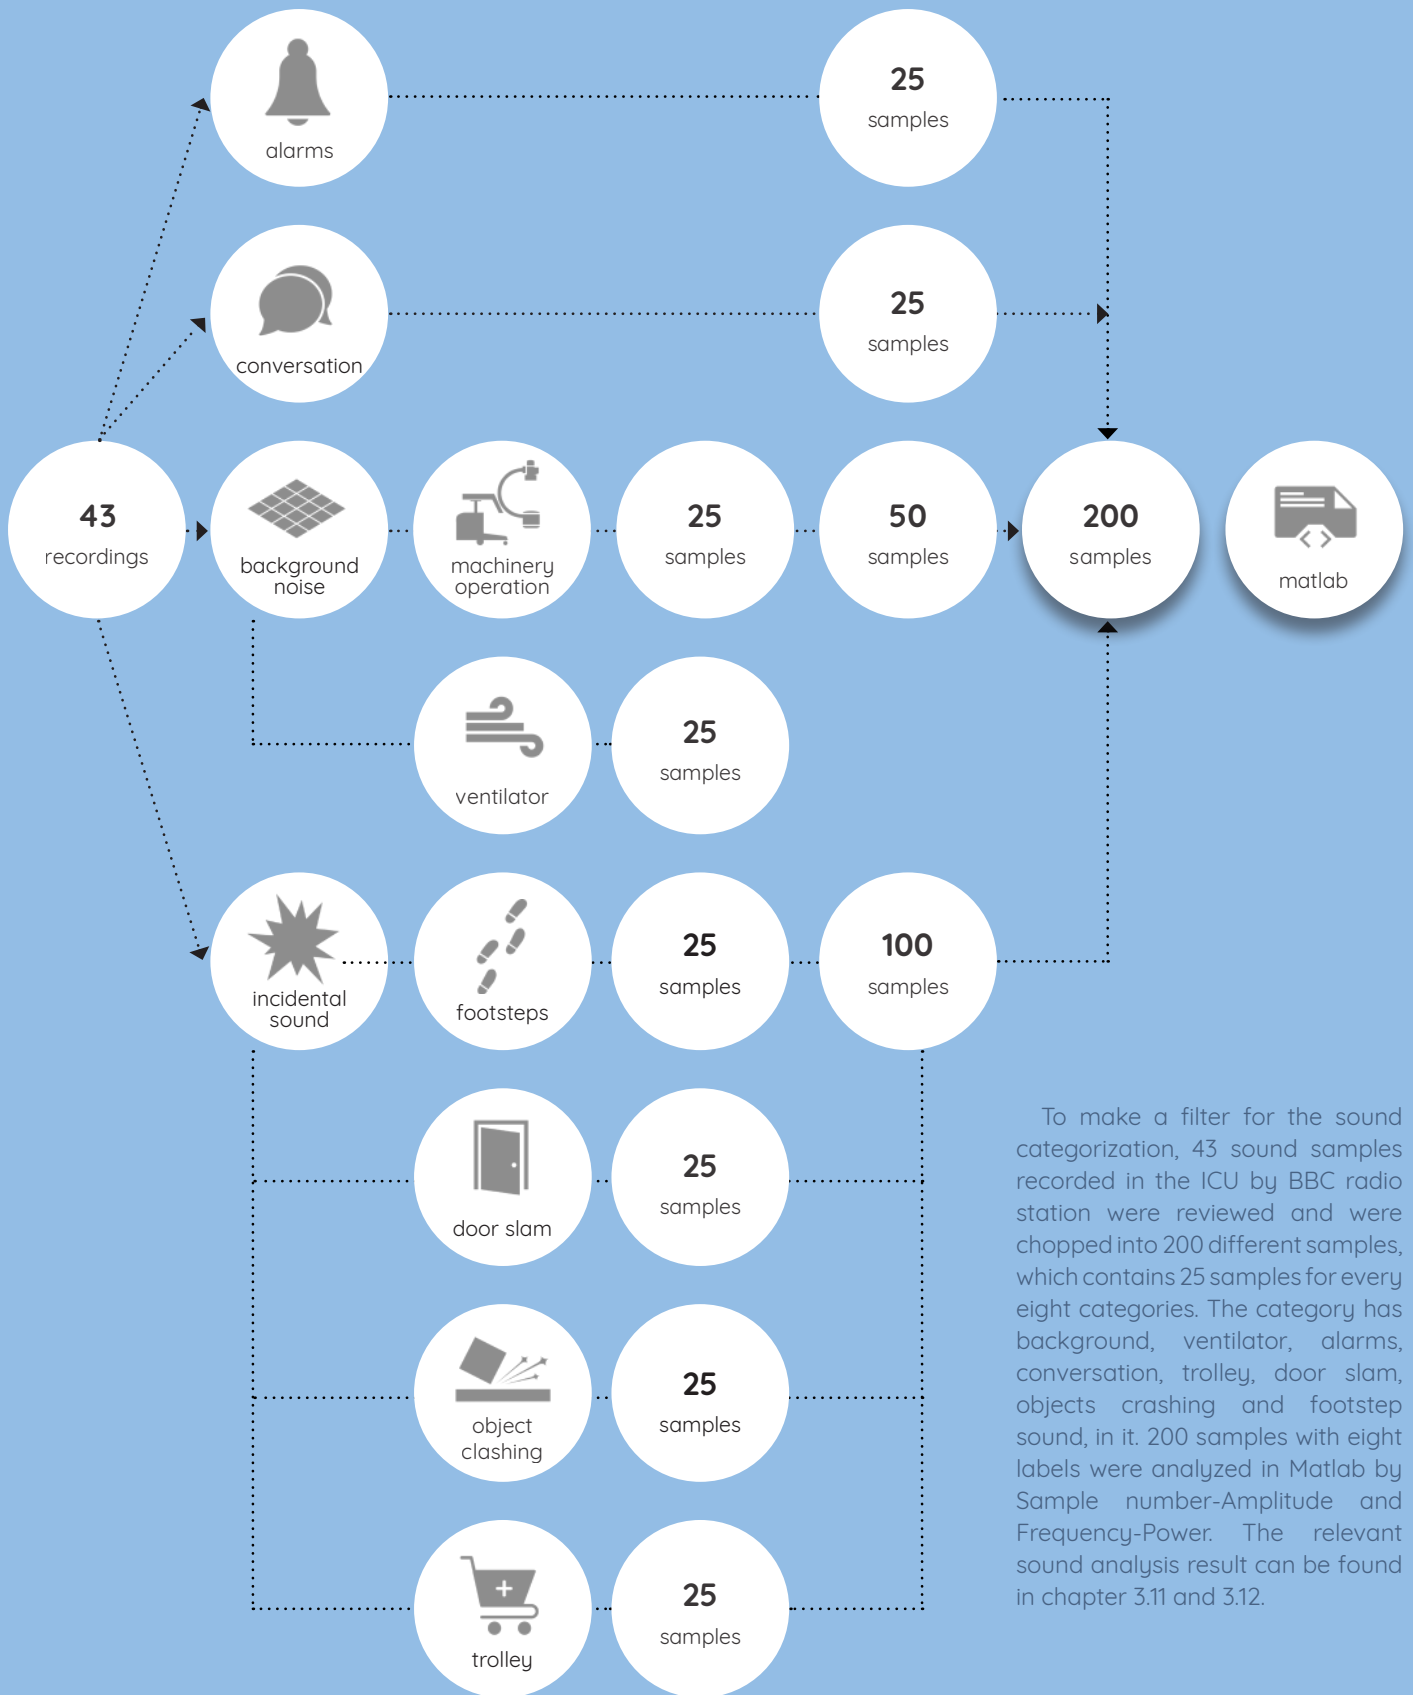 alarms
25
samples
conversation
25
samples
43
recordings
background
noise
machinery
operation
25
samples
50
samples
200
samples
matlab
ventilator
25
samples
incidental
sound
footsteps
25
samples
100
samples
door slam
25
samples
object
clashing
25
samples
trolley
25
samples
To make a filter for the sound
categorization, 43 sound samples
recorded in the ICU by BBC radio
station were reviewed and were
chopped into 200 different samples,
which contains 25 samples for every
eight categories. The category has
background, ventilator, alarms,
conversation, trolley, door slam,
objects crashing and footstep
sound, in it. 200 samples with eight
labels were analyzed in Matlab by
Sample number-Amplitude and
Frequency-Power. The relevant
sound analysis result can be found
in chapter 3.11 and 3.12.